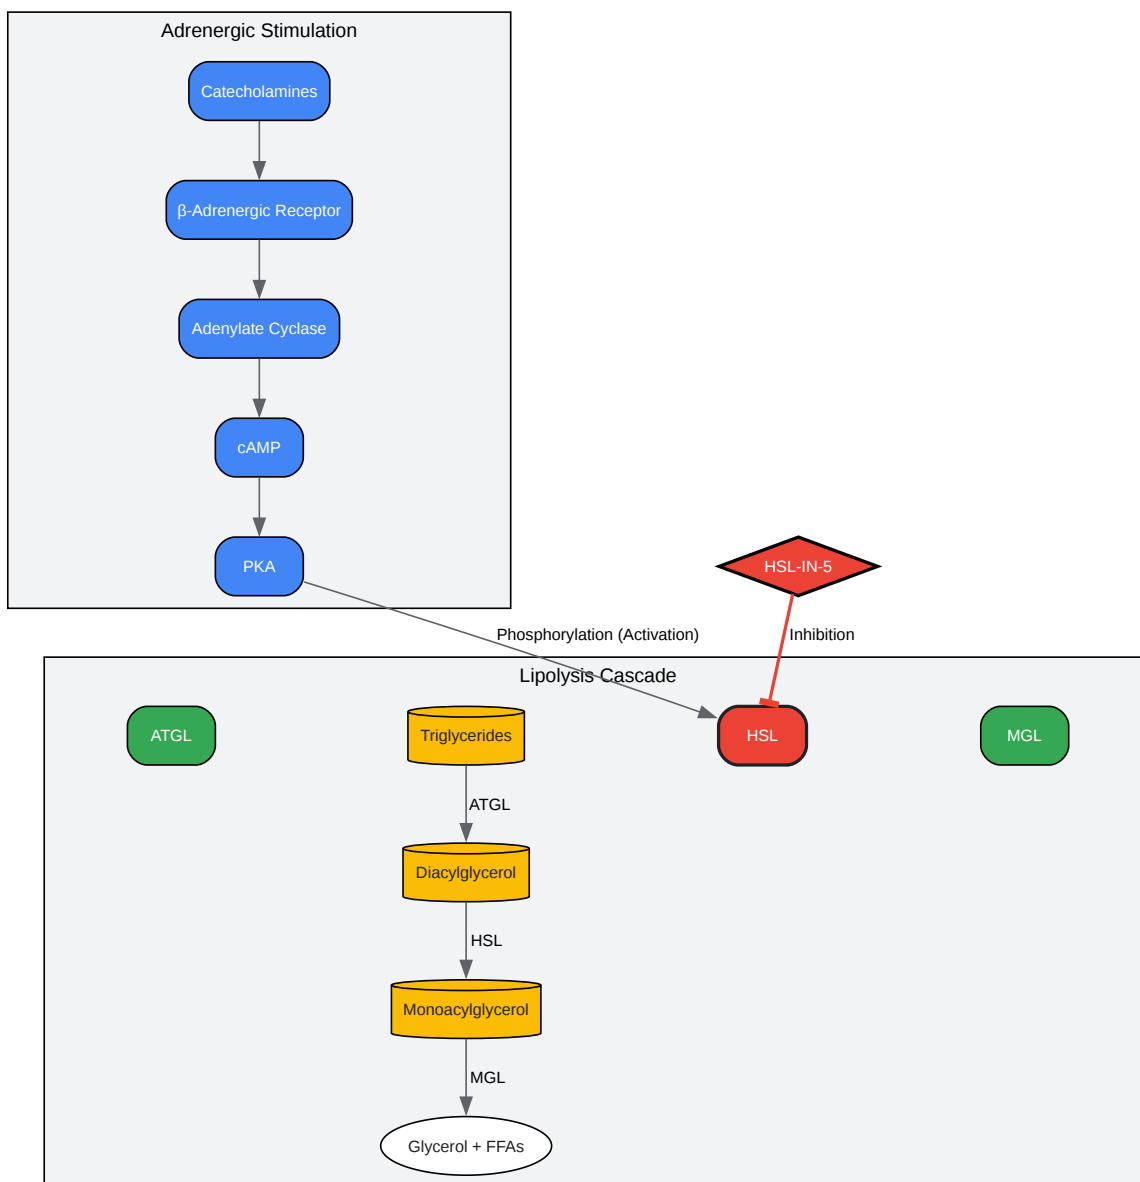 Adrenergic Stimulation
Catecholamines
β-Adrenergic Receptor
Adenylate Cyclase
cAMP
PKA
HSL-IN-5
Phosphorylation (Activation)
Inhibition
Lipolysis Cascade
ATGL
Triglycerides
HSL
MGL
ATGL
Diacylglycerol
HSL
Monoacylglycerol
MGL
Glycerol + FFAs